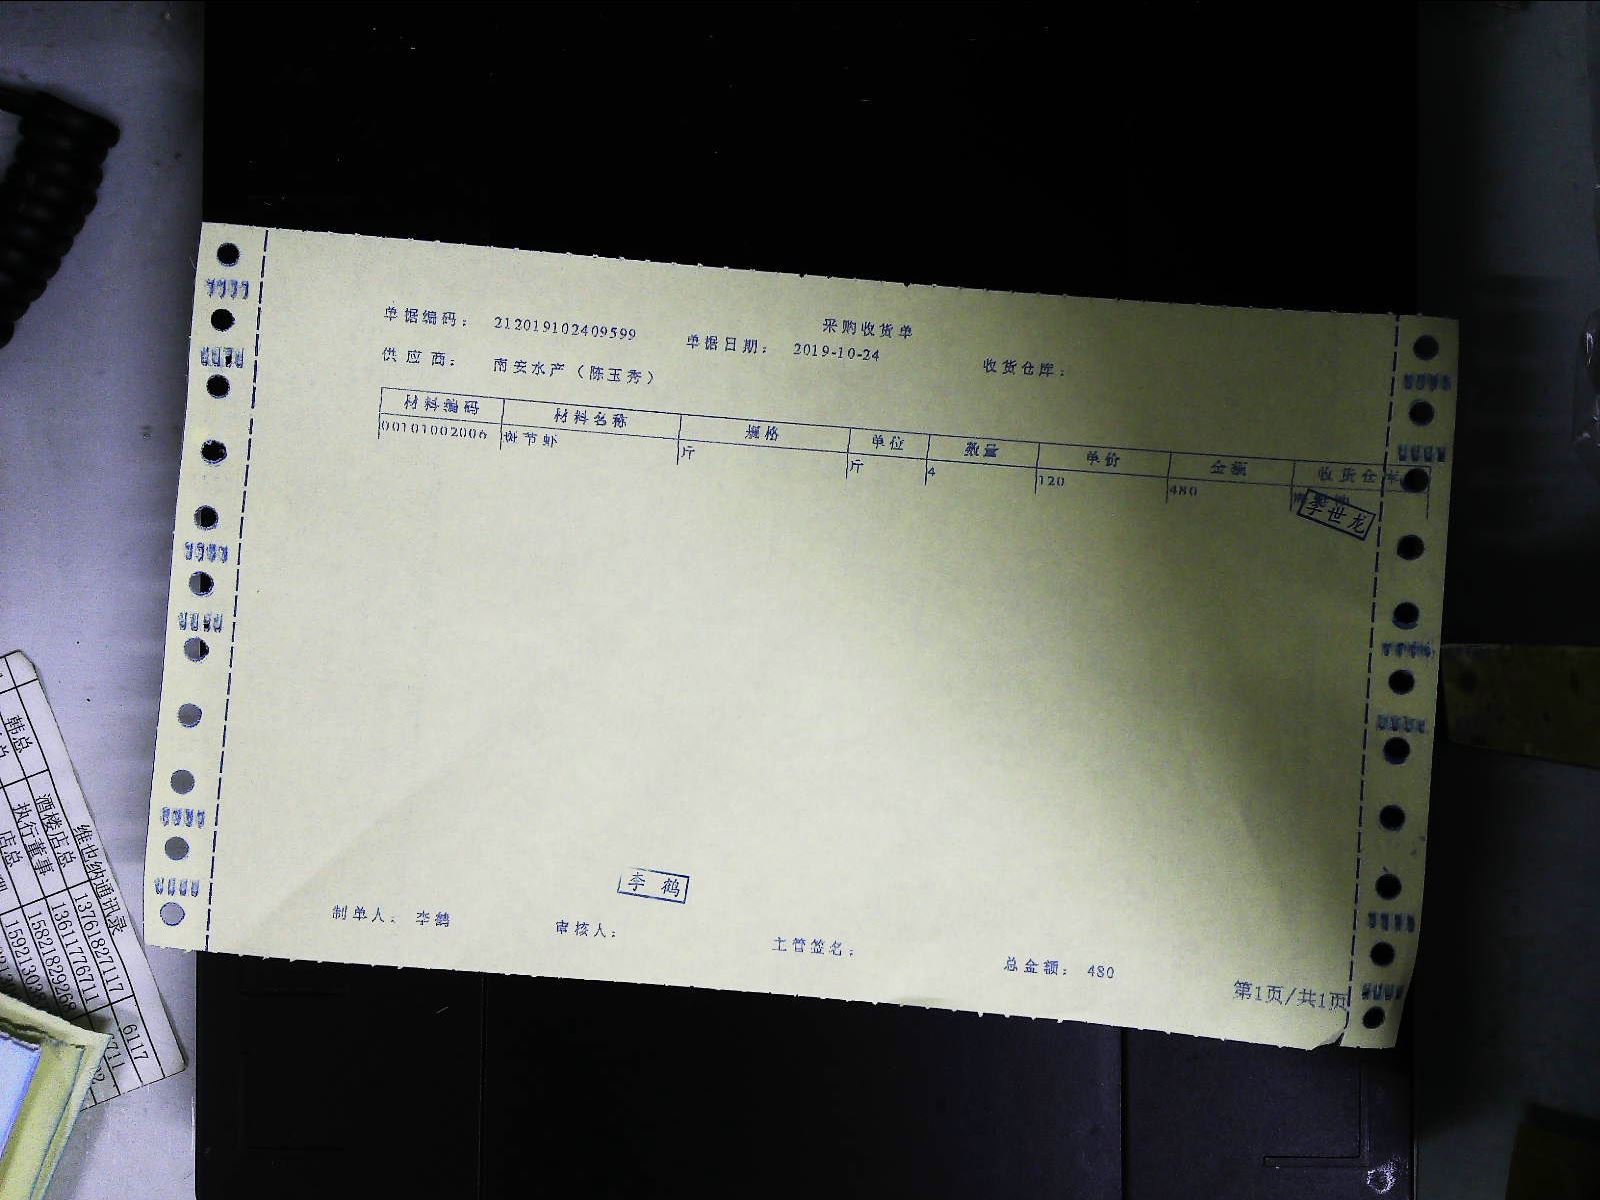 采购收货单
单据编码： 212019102409599 单据日期： 2019-10-24 收货仓库：
供应商： 南安水产（陈玉秀）
材料编码 材料名称 规格 单位 数量 单价 金额 收货仓库
00101002006 斑节虾 斤 斤 4 120 480
李世龙
李鹤
制单人： 李鹤 审核人： 主管签名： 总金额： 480
第1页/共1页
维也纳通讯录
酒楼店总 13761827117 6117
执行董事 13611776711
店总 15821829268
韩总